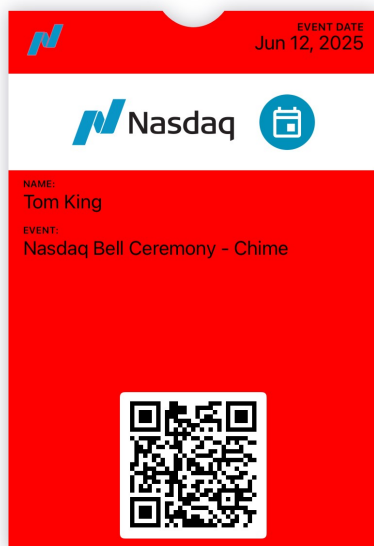 EVENT DATE
Jun 12, 2025
Nasdaq
NAME:
Tom King
EVENT:
Nasdaq Bell Ceremony - Chime